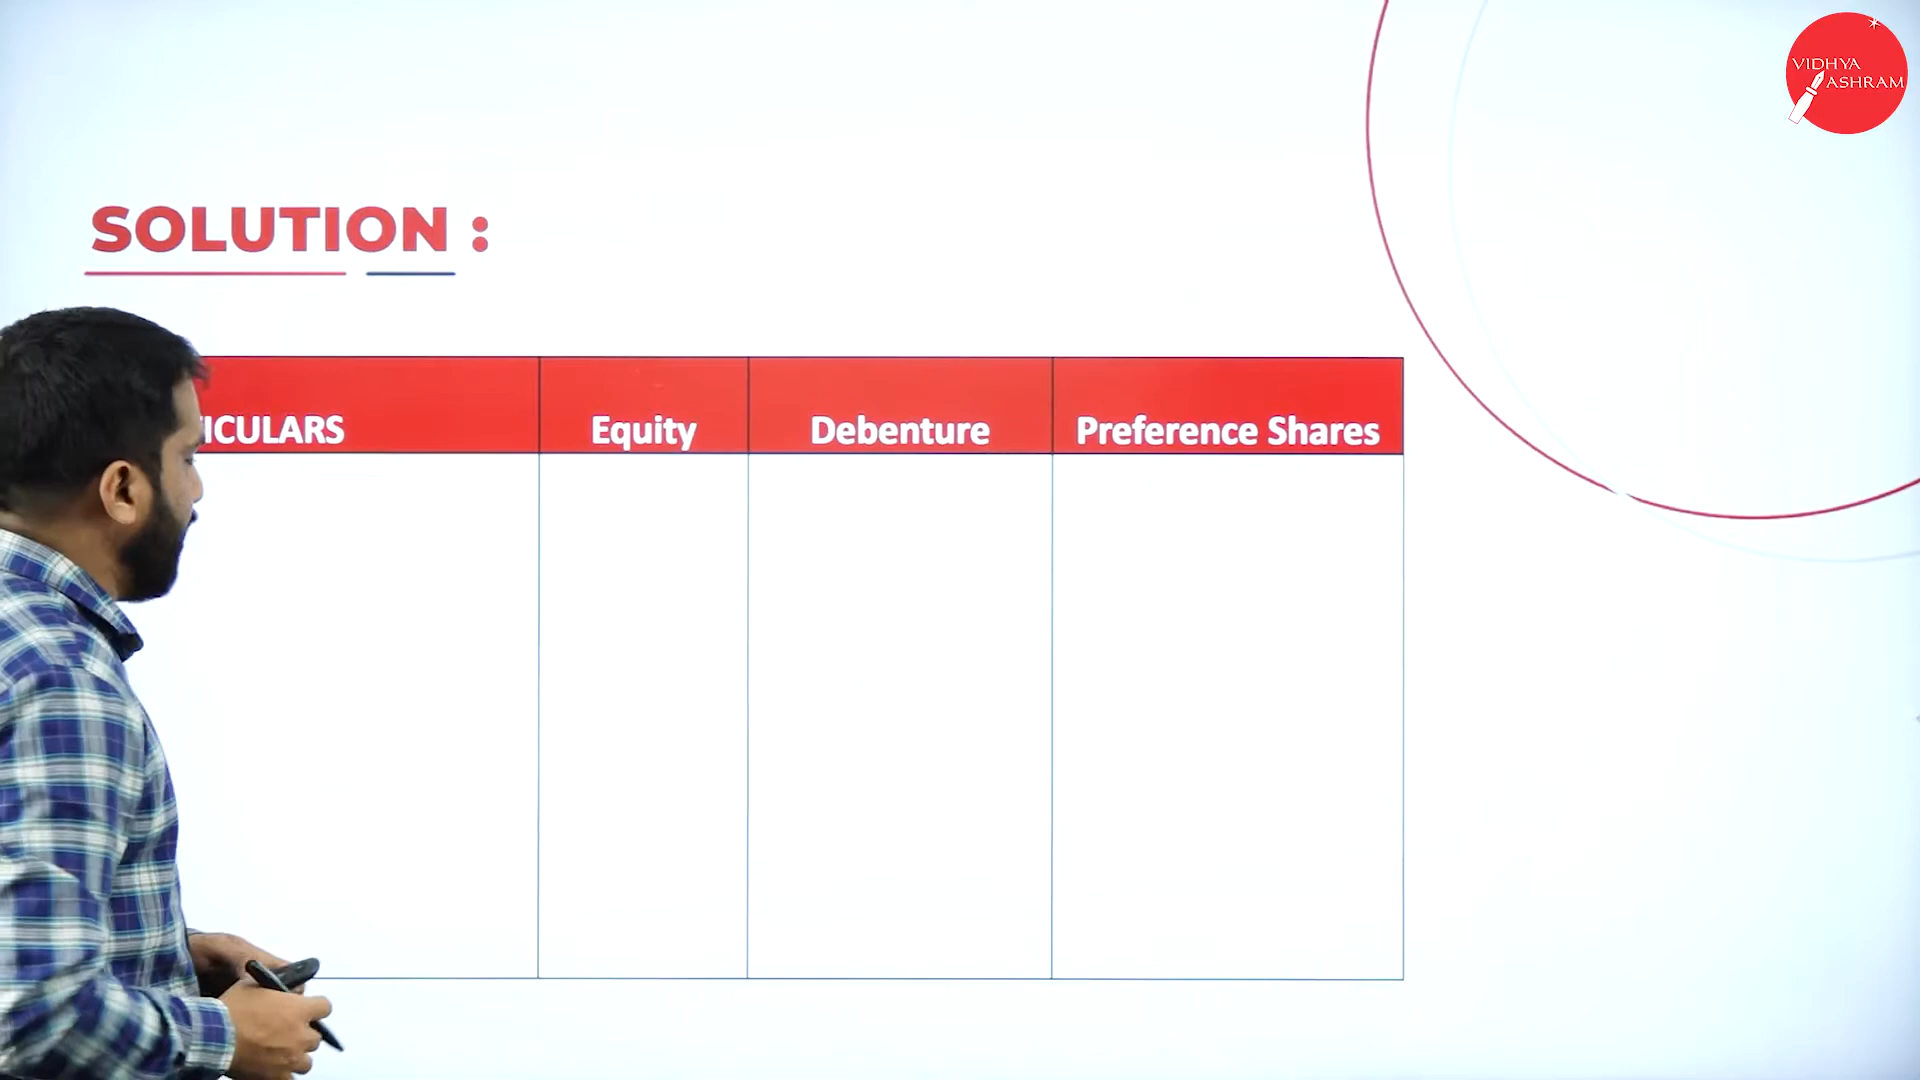 VIDHYA
ASHRAM
SOLUTION :
ICULARS Equity Debenture Preference Shares